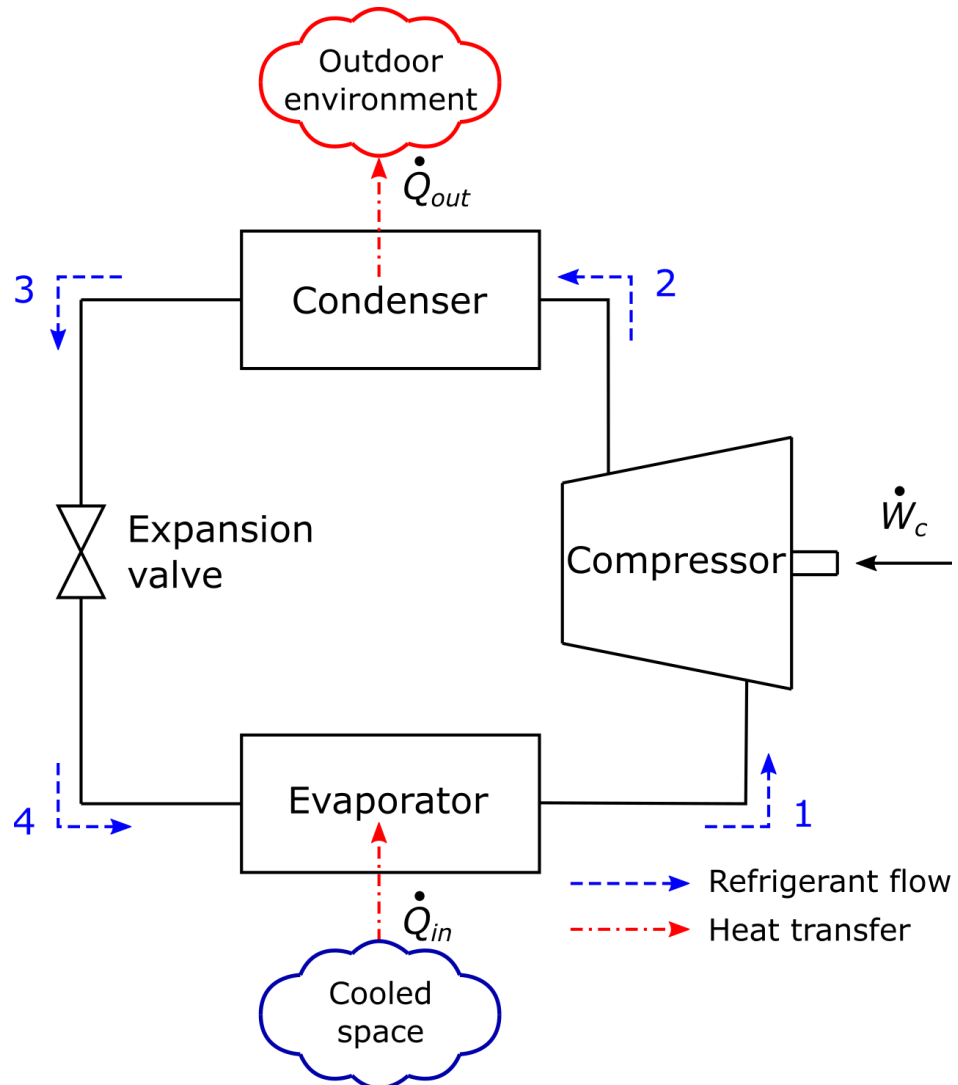 Outdoor
environment
Q̇out
3
Condenser
2
Expansion
valve
Compressor
Ẇc
4
Evaporator
1
Refrigerant flow
Q̇in
Heat transfer
Cooled
space